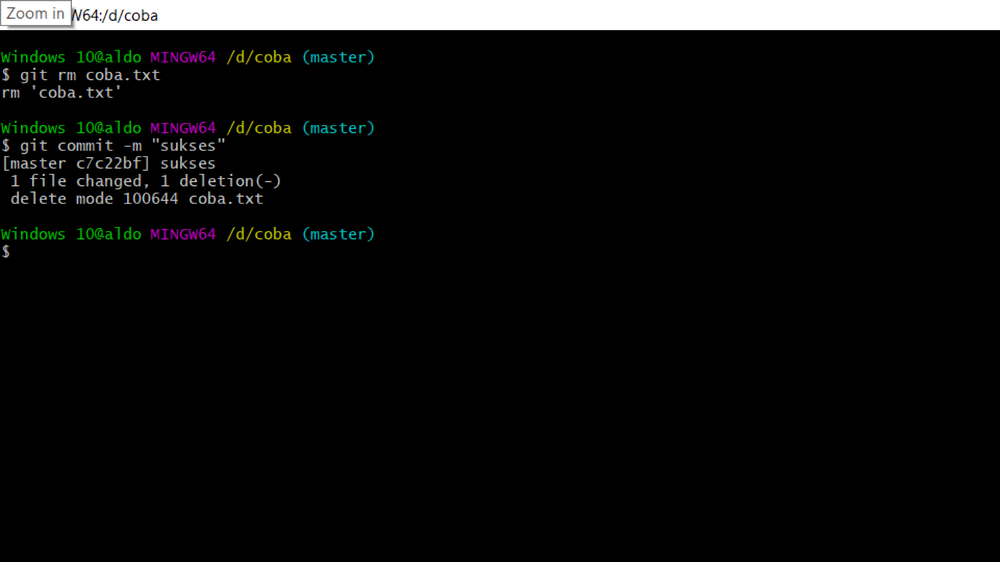 Zoom in
W64:/d/coba
Windows 10@aldo MINGW64 /d/coba (master)
$ git rm coba.txt
rm 'coba.txt'
Windows 10@aldo MINGW64 /d/coba (master)
$ git commit -m "sukses"
[master c7c22bf] sukses
1 file changed, 1 deletion(-)
delete mode 100644 coba.txt
Windows 10@aldo MINGW64 /d/coba (master)
$